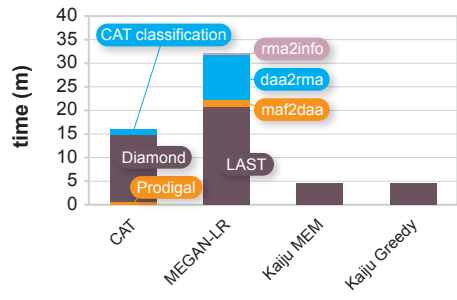 40
35
30
25
20
15
10
5
0
time (m)
CAT classification
rma2info
daa2rma
maf2daa
Diamond
LAST
Prodigal
CAT
MEGAN-LR
Kaiju MEM
Kaiju Greedy